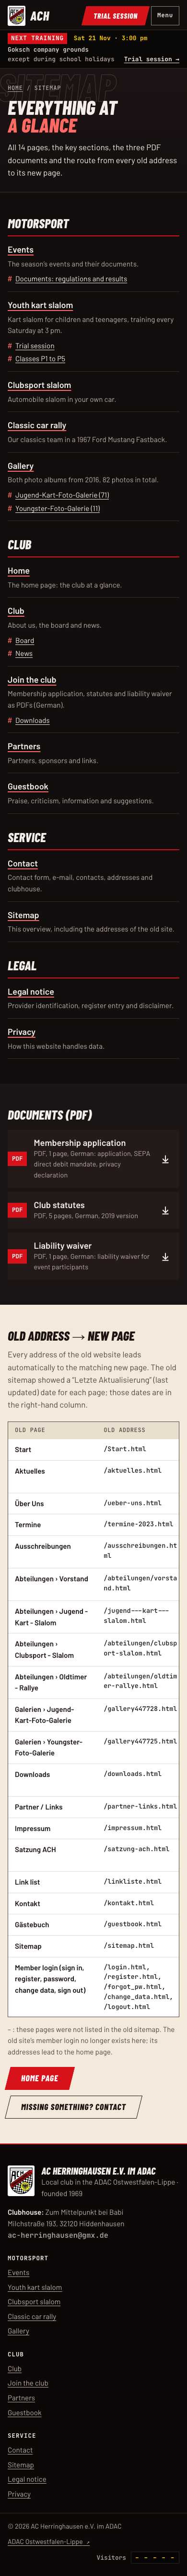 ACH
TRIAL SESSION
Menu
NEXT TRAINING Sat 21 Nov · 3:00 pm
Goksch company grounds
except during school holidays Trial session →
SITEMAP
HOME / SITEMAP
EVERYTHING AT
A GLANCE
All 14 pages, the key sections, the three PDF
documents and the route from every old address
to its new page.
MOTORSPORT
Events
The season's events and their documents.
# Documents: regulations and results
Youth kart slalom
Kart slalom for children and teenagers, training every
Saturday at 3 pm.
# Trial session
# Classes P1 to P5
Clubsport slalom
Automobile slalom in your own car.
Classic car rally
Our classics team in a 1967 Ford Mustang Fastback.
Gallery
Both photo albums from 2016, 82 photos in total.
# Jugend-Kart-Foto-Galerie (71)
# Youngster-Foto-Galerie (11)
CLUB
Home
The home page: the club at a glance.
Club
About us, the board and news.
# Board
# News
Join the club
Membership application, statutes and liability waiver
as PDFs (German).
# Downloads
Partners
Partners, sponsors and links.
Guestbook
Praise, criticism, information and suggestions.
SERVICE
Contact
Contact form, e-mail, contacts, addresses and
clubhouse.
Sitemap
This overview, including the addresses of the old site.
LEGAL
Legal notice
Provider identification, register entry and disclaimer.
Privacy
How this website handles data.
DOCUMENTS (PDF)
PDF
Membership application
PDF, 1 page, German: application, SEPA
direct debit mandate, privacy
declaration
PDF
Club statutes
PDF, 5 pages, German, 2019 version
PDF
Liability waiver
PDF, 1 page, German: liability waiver for
event participants
OLD ADDRESS → NEW PAGE
Every address of the old website leads
automatically to the matching new page. The old
sitemap showed a "Letzte Aktualisierung" (last
updated) date for each page; those dates are in
the right-hand column.
OLD PAGE OLD ADDRESS
Start /Start.html
Aktuelles /aktuelles.html
Über Uns /ueber-uns.html
Termine /termine-2023.html
Ausschreibungen /ausschreibungen.ht
ml
Abteilungen › Vorstand /abteilungen/vorsta
nd.html
Abteilungen › Jugend - /jugend---kart---
Kart - Slalom slalom.html
Abteilungen › /abteilungen/clubsp
Clubsport - Slalom ort-slalom.html
Abteilungen › Oldtimer /abteilungen/oldtim
- Rallye er-rallye.html
Galerien › Jugend- /gallery447728.html
Kart-Foto-Galerie
Galerien › Youngster- /gallery447725.html
Foto-Galerie
Downloads /downloads.html
Partner / Links /partner-links.html
Impressum /impressum.html
Satzung ACH /satzung-ach.html
Link list /linkliste.html
Kontakt /kontakt.html
Gästebuch /guestbook.html
Sitemap /sitemap.html
Member login (sign in, /login.html,
register, password, /register.html,
change data, sign out) /forgot_pw.html,
/change_data.html,
/logout.html
– : these pages were not listed in the old sitemap. The
old site's member login no longer exists here; its
addresses lead to the home page.
HOME PAGE
MISSING SOMETHING? CONTACT
AC HERRINGHAUSEN E.V. IM ADAC
Local club in the ADAC Ostwestfalen-Lippe ·
founded 1969
Clubhouse: Zum Mittelpunkt bei Babi
Milchstraße 193, 32120 Hiddenhausen
ac-herringhausen@gmx.de
MOTORSPORT
Events
Youth kart slalom
Clubsport slalom
Classic car rally
Gallery
CLUB
Club
Join the club
Partners
Guestbook
SERVICE
Contact
Sitemap
Legal notice
Privacy
© 2026 AC Herringhausen e.V. im ADAC
ADAC Ostwestfalen-Lippe ↗
Visitors – – – – –